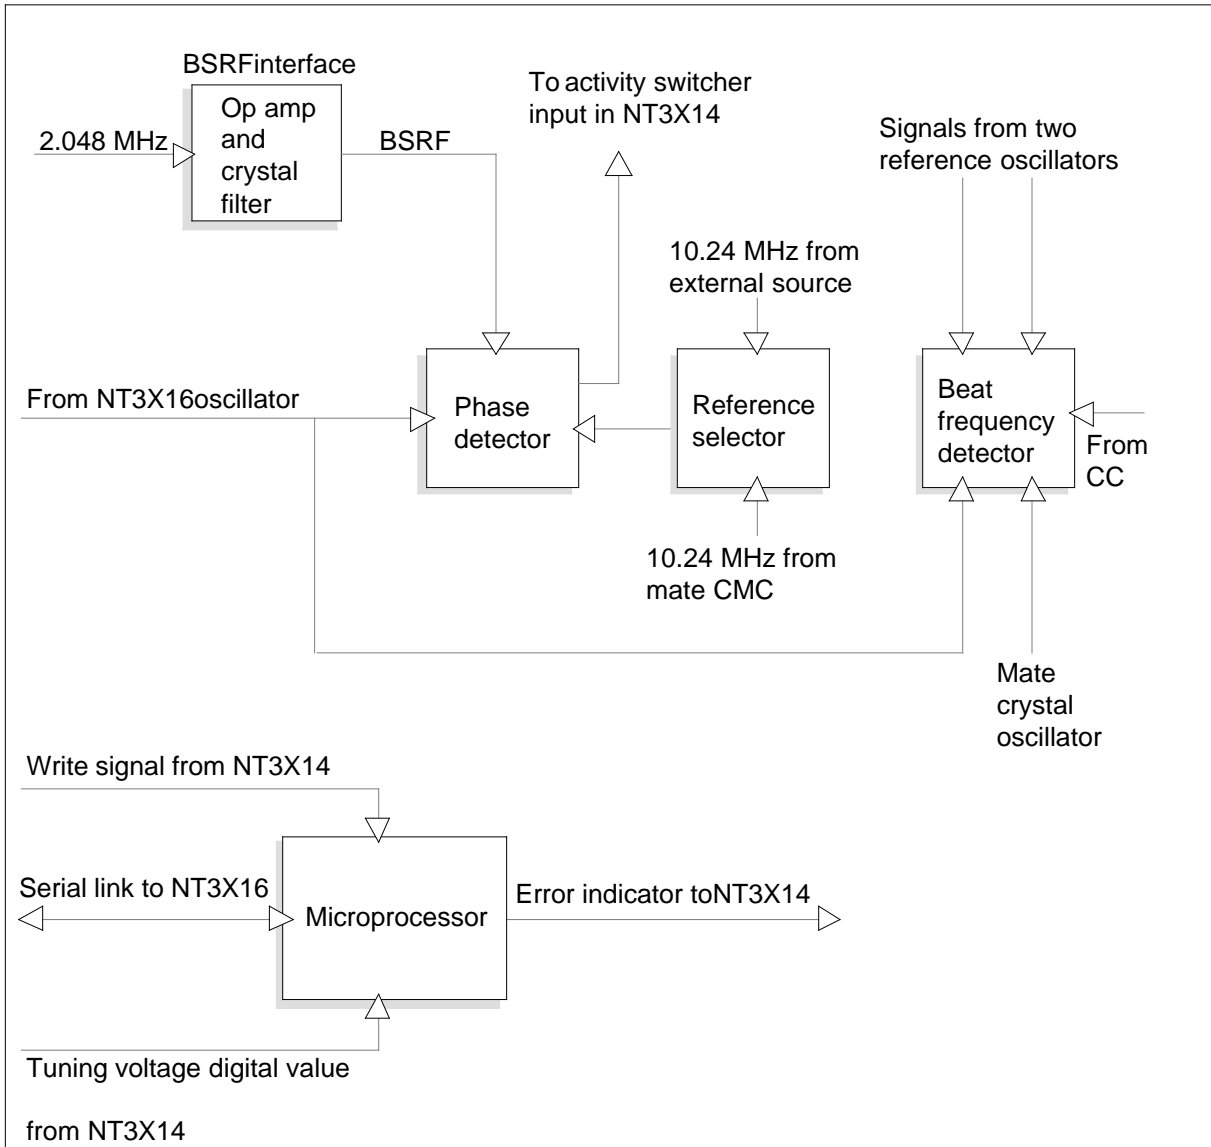 BSRFinterface
Op amp
and
crystal
filter
2.048 MHz
BSRF
To activity switcher
input in NT3X14
Signals from two
reference oscillators
10.24 MHz from
external source
From NT3X16oscillator
Phase
detector
Reference
selector
Beat
frequency
detector
From
CC
10.24 MHz from
mate CMC
Mate
crystal
oscillator
Write signal from NT3X14
Serial link to NT3X16
Microprocessor
Error indicator toNT3X14
Tuning voltage digital value
from NT3X14